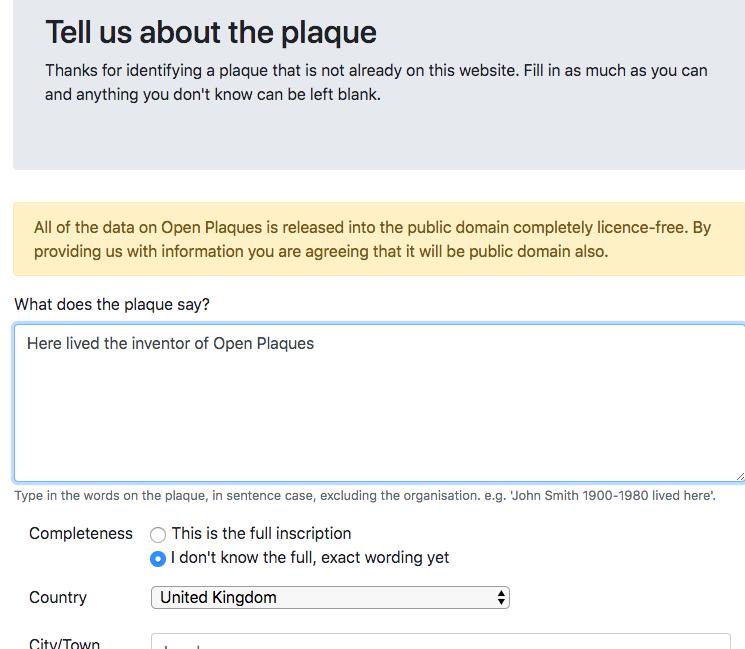 Tell us about the plaque
Thanks for identifying a plaque that is not already on this website. Fill in as much as you can
and anything you don't know can be left blank.
All of the data on Open Plaques is released into the public domain completely licence-free. By
providing us with information you are agreeing that it will be public domain also.
What does the plaque say?
Here lived the inventor of Open Plaques
Type in the words on the plaque, in sentence case, excluding the organisation. e.g. 'John Smith 1900-1980 lived here'.
Completeness
This is the full inscription
I don't know the full, exact wording yet
Country
United Kingdom
City/Town